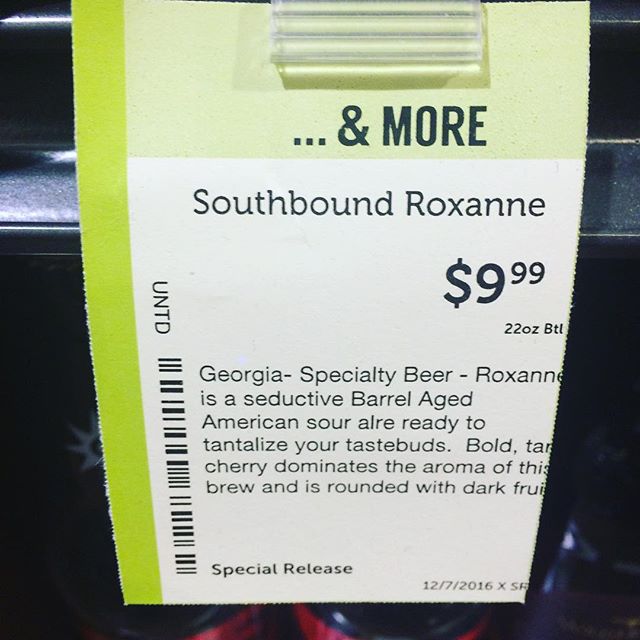 ... & MORE
Southbound Roxanne
$9.99
22oz Btl
UNTD
Georgia- Specialty Beer - Roxanne
is a seductive Barrel Aged
American sour alre ready to
tantalize your tastebuds. Bold, tar
cherry dominates the aroma of this
brew and is rounded with dark frui
Special Release
12/7/2016 X SR